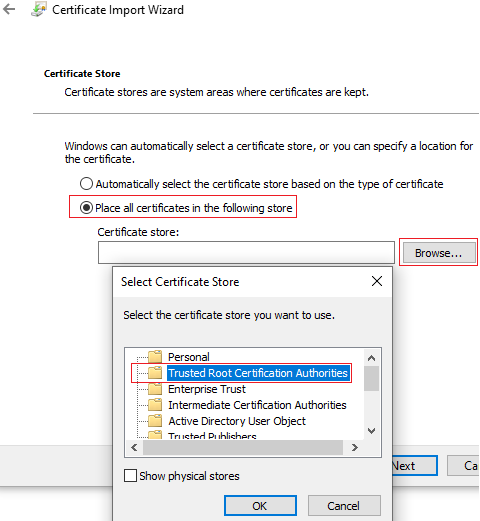 Certificate Import Wizard
Certificate Store
Certificate stores are system areas where certificates are kept.
Windows can automatically select a certificate store, or you can specify a location for
the certificate.
Automatically select the certificate store based on the type of certificate
Place all certificates in the following store
Certificate store:
Browse...
Select Certificate Store
Select the certificate store you want to use.
Personal
Trusted Root Certification Authorities
Enterprise Trust
Intermediate Certification Authorities
Active Directory User Object
Trusted Publishers
Show physical stores
Next
Ca
OK
Cancel